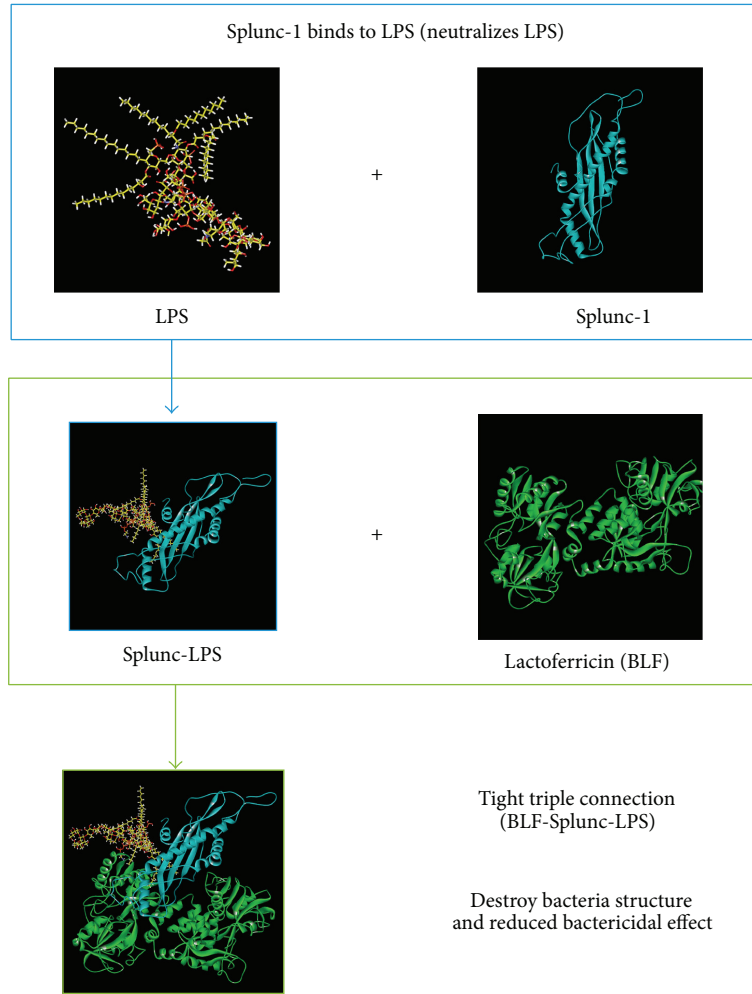 Splunc-1 binds to LPS (neutralizes LPS)
+
LPS
Splunc-1
+
Splunc-LPS
Lactoferricin (BLF)
Tight triple connection
(BLF-Splunc-LPS)
Destroy bacteria structure
and reduced bactericidal effect